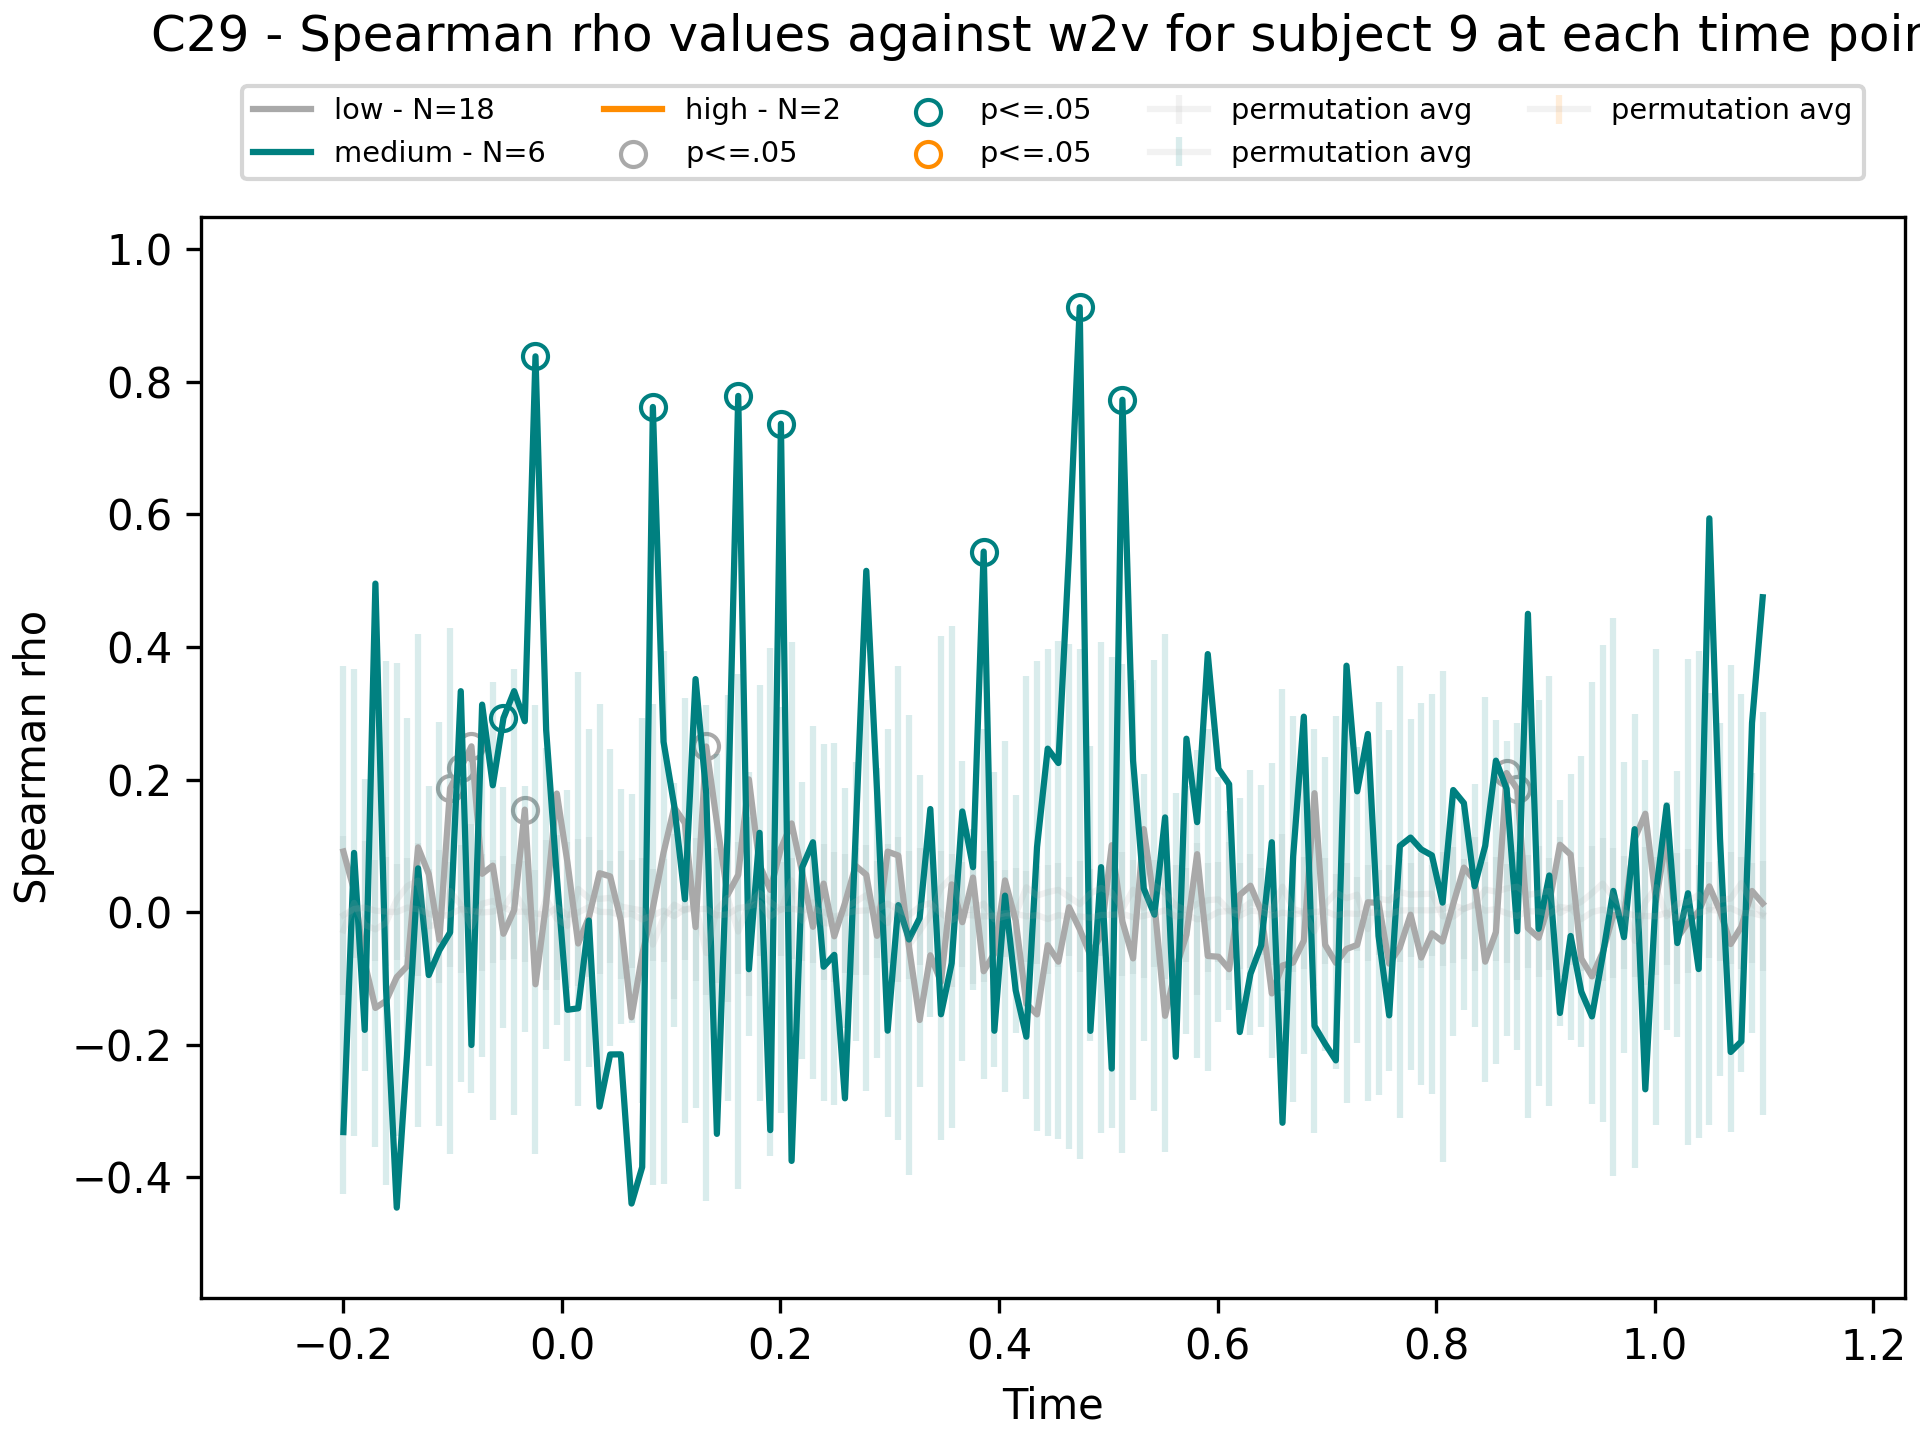 C29 - Spearman rho values against w2v for subject 9 at each time poin
low - N=18
medium - N=6
high - N=2
p<=.05
p<=.05
p<=.05
permutation avg
permutation avg
permutation avg
Spearman rho
1.0
0.8
0.6
0.4
0.2
0.0
−0.2
−0.4
−0.2 0.0 0.2 0.4 0.6 0.8 1.0 1.2
Time